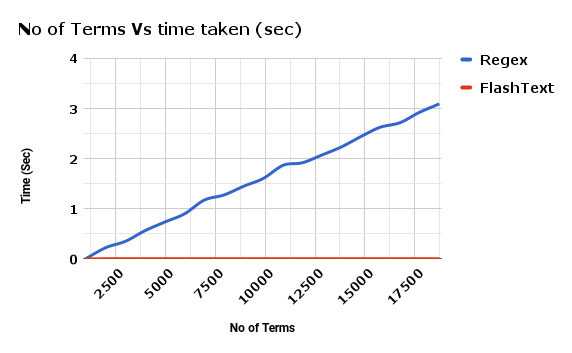 No of Terms Vs time taken (sec)
Regex
FlashText
4
3
2
1
0
Time (Sec)
2500
5000
7500
10000
12500
15000
17500
No of Terms